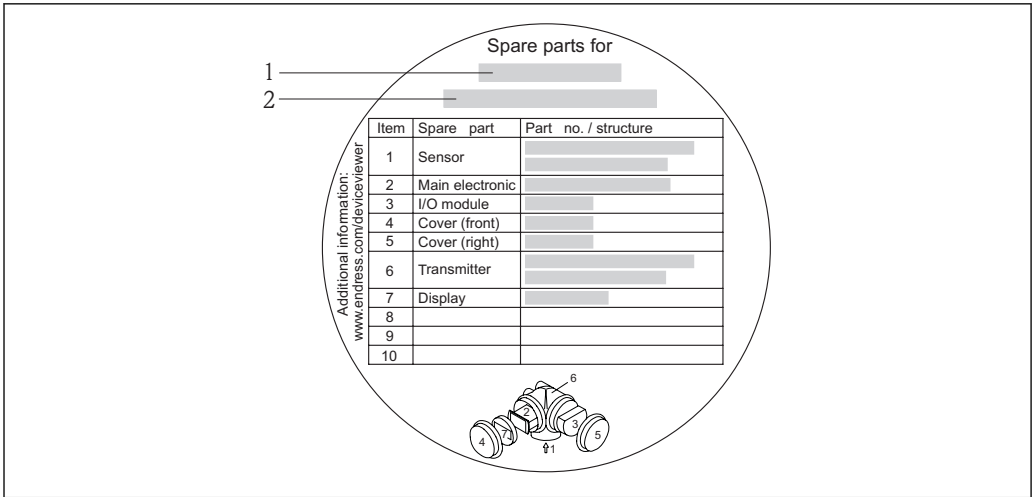 Spare parts for
1
2
Additional information:
www.endress.com/deviceviewer
Item Spare part Part no. / structure
1 Sensor
2 Main electronic
3 I/O module
4 Cover (front)
5 Cover (right)
6 Transmitter
7 Display
8
9
10
6
2
3
4
7
5
1